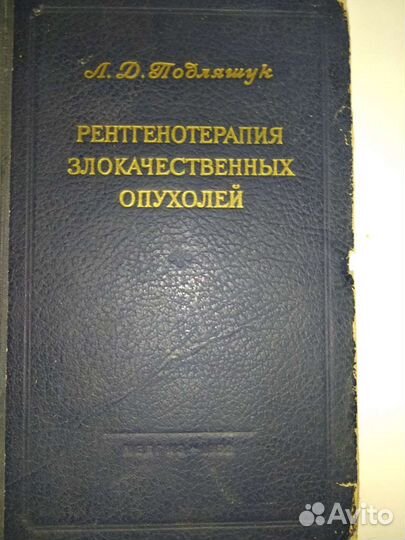 Л. Д. Подляшук
РЕНТГЕНОТЕРАПИЯ
ЗЛОКАЧЕСТВЕННЫХ
ОПУХОЛЕЙ
Avito